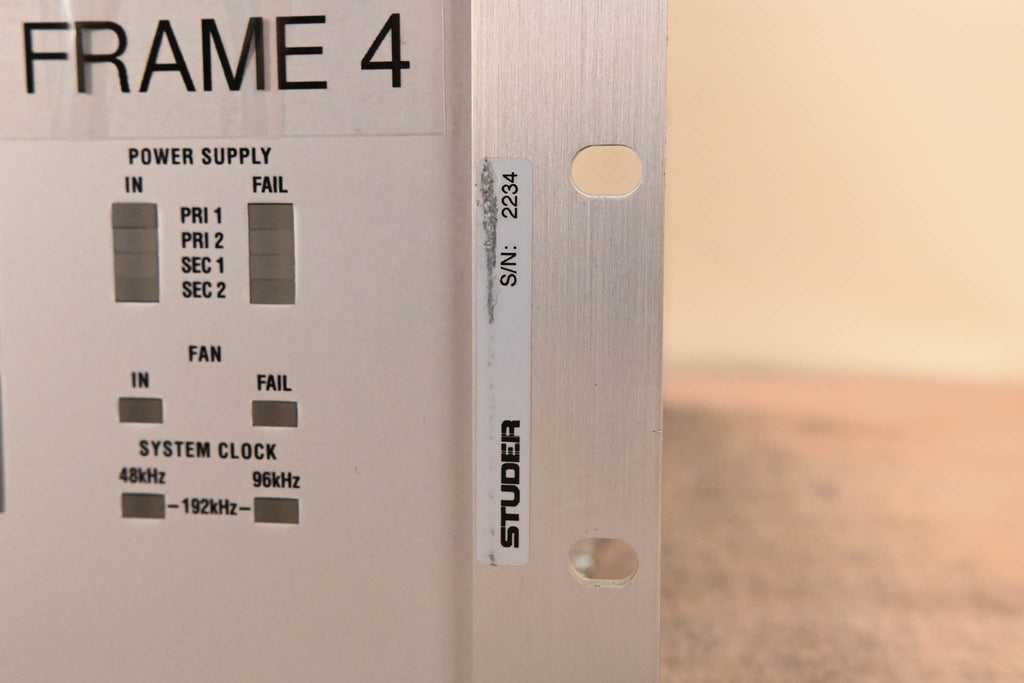 FRAME 4
POWER SUPPLY
IN FAIL
PRI 1
PRI 2
SEC 1
SEC 2
FAN
IN FAIL
SYSTEM CLOCK
48kHz 96kHz
–192kHz–
STUDER S/N: 2234